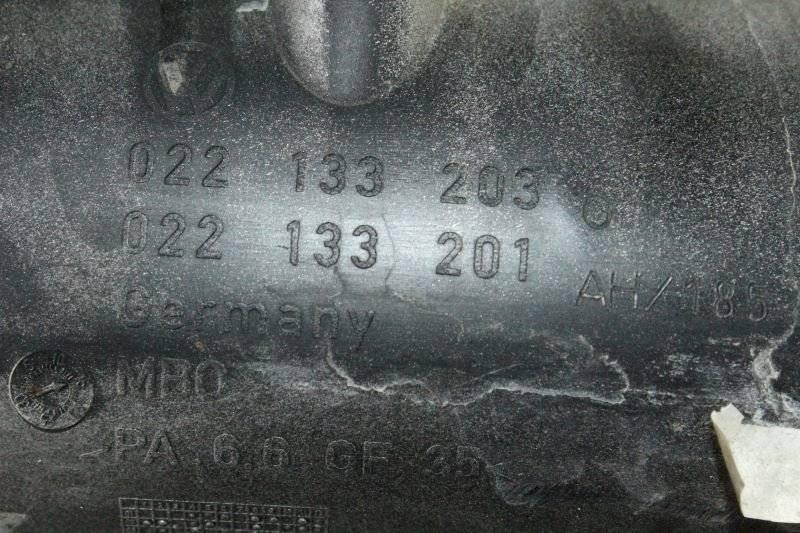 022 133 203
022 133 201
Germany
AH/185
MBO
>PA 6.6 GF 35<